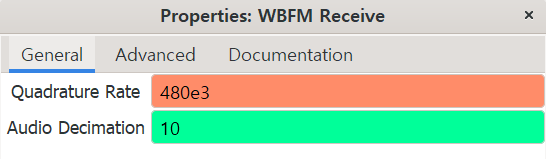 Properties: WBFM Receive ×
General Advanced Documentation
Quadrature Rate 480e3
Audio Decimation 10